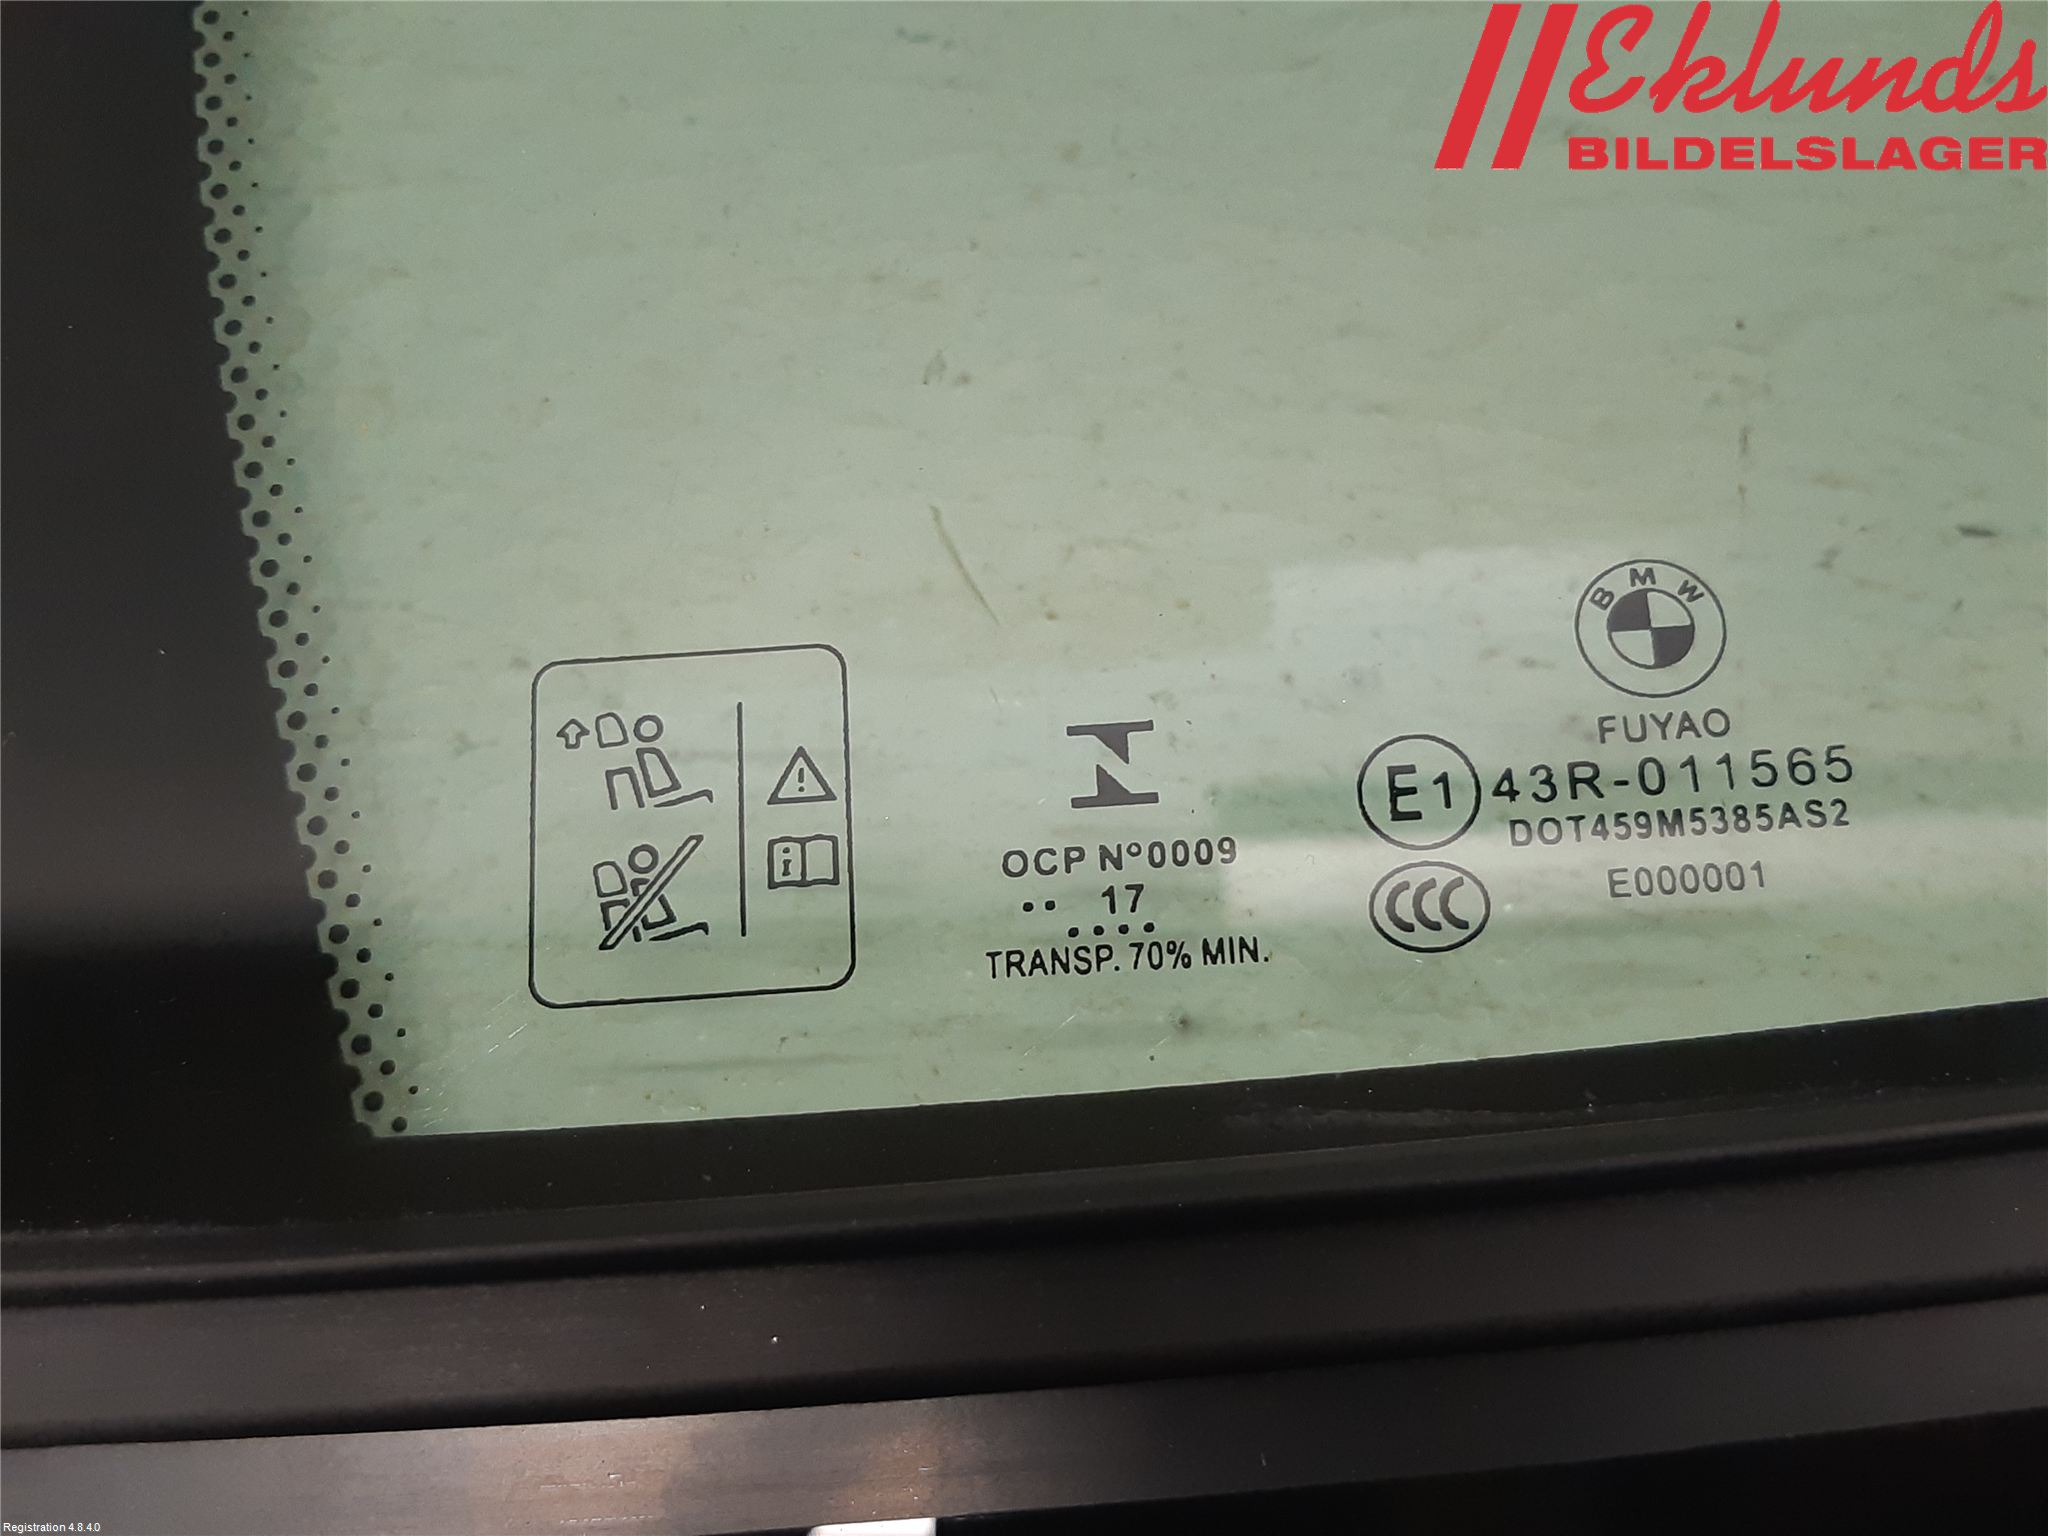 Eklunds
BILDELSLAGER
BMW
FUYAO
E1 43R-011565
DOT459M5385AS2
CCC
E000001
OCP Nº0009
.. 17
....
TRANSP. 70% MIN.
Registration 4.8.4.0